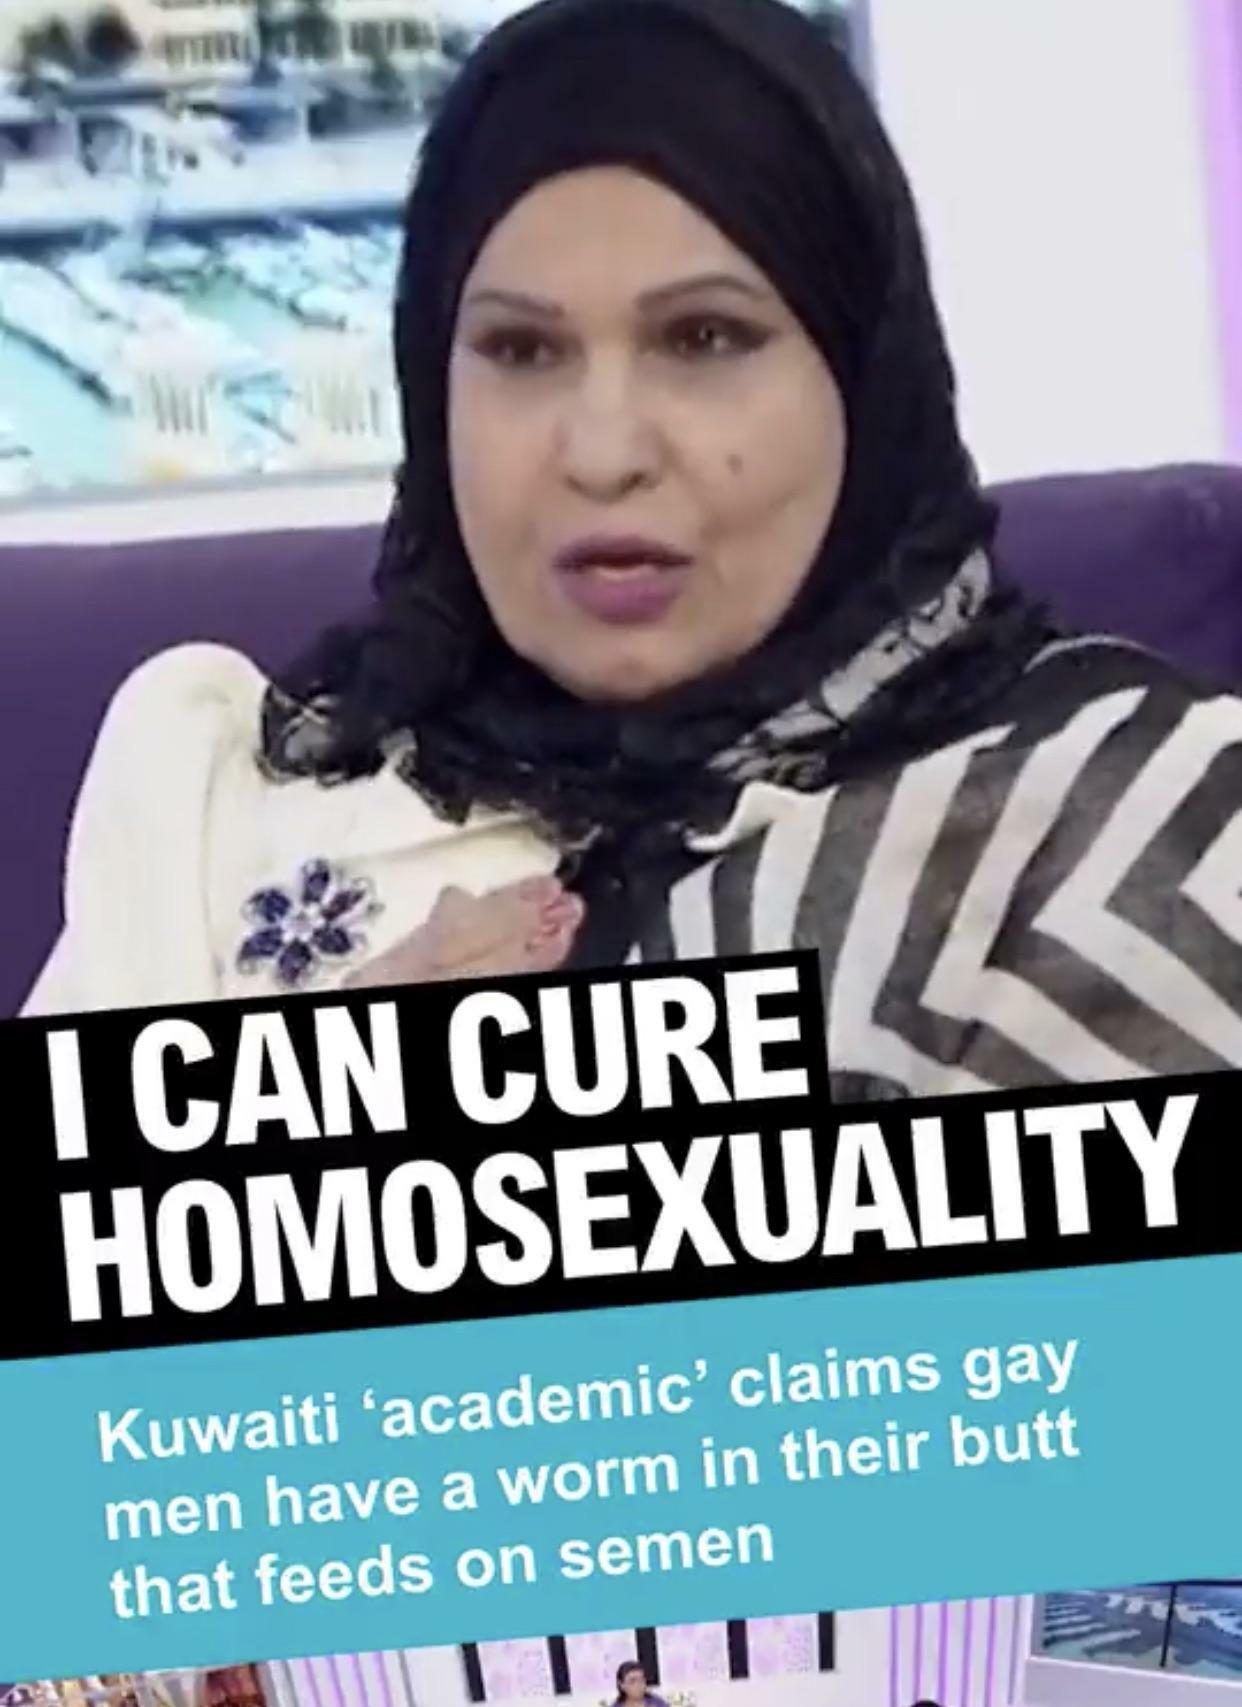 I CAN CURE
HOMOSEXUALITY
Kuwaiti ‘academic’ claims gay
men have a worm in their butt
that feeds on semen